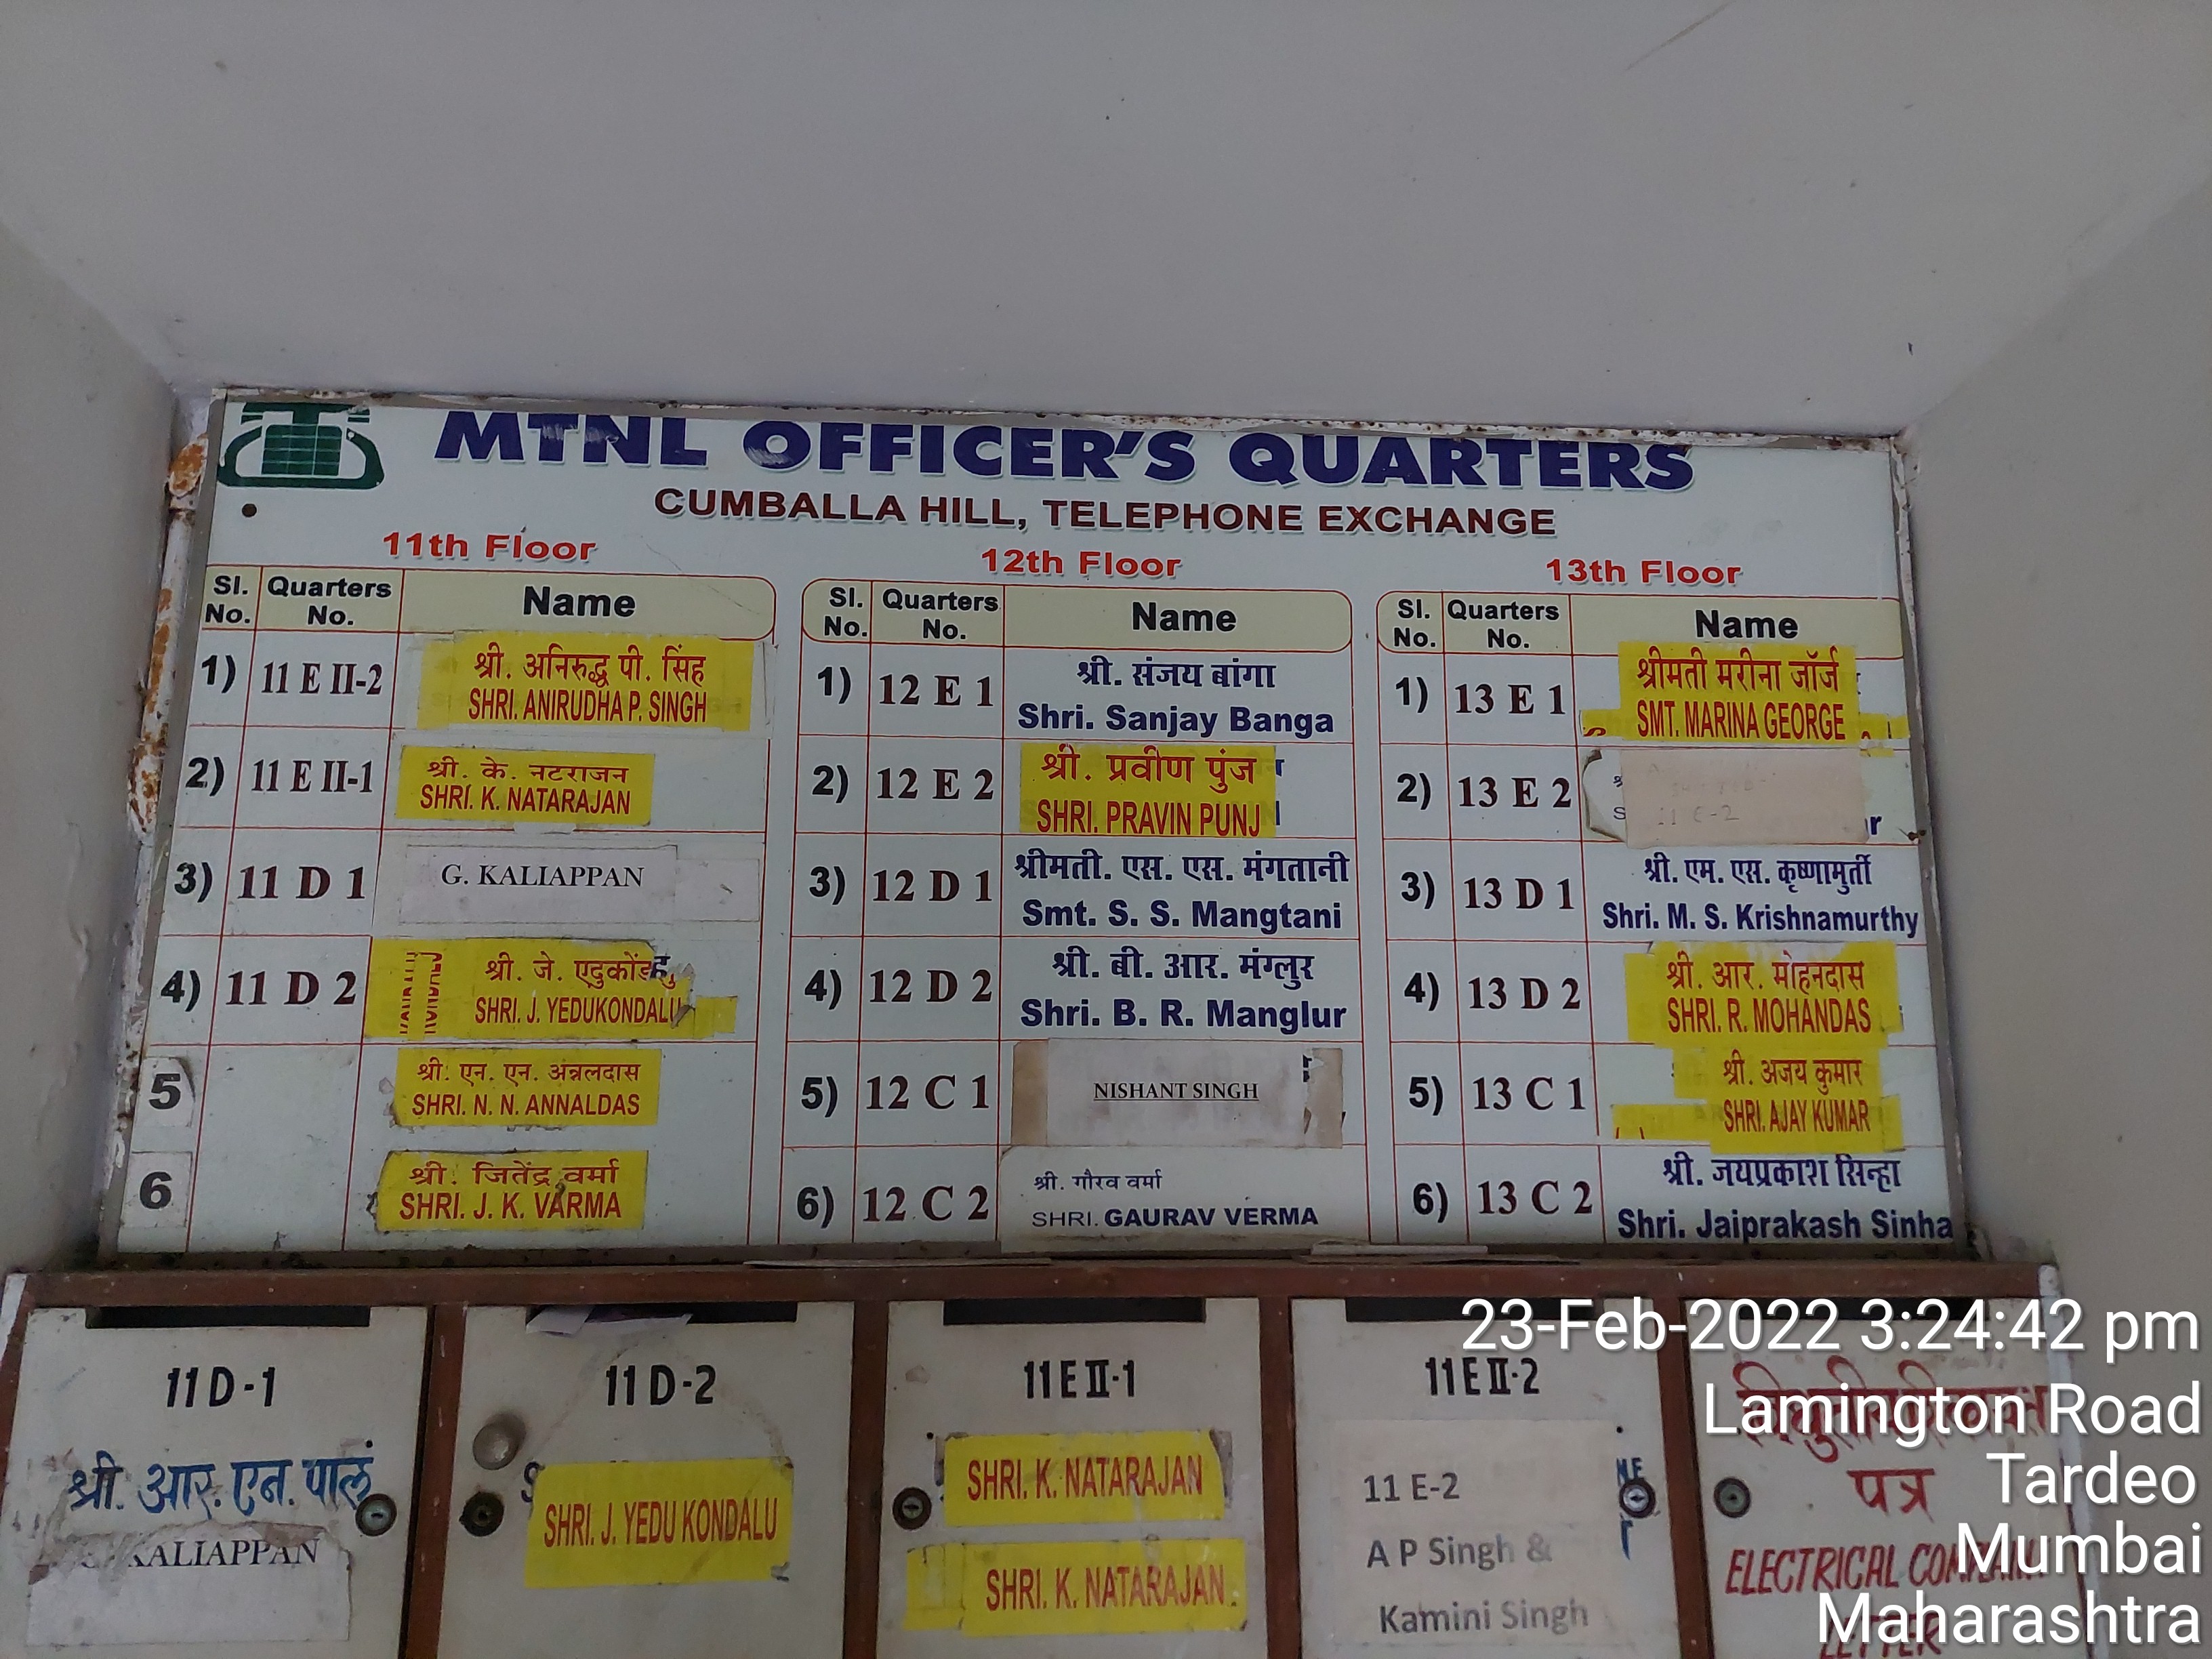 MTNL OFFICER'S QUARTERS
CUMBALLA HILL, TELEPHONE EXCHANGE
11th Floor
Sl. No. Quarters No. Name
1) 11 E II-2 श्री. अनिरुद्ध पी. सिंह
SHRI. ANIRUDHA P. SINGH
2) 11 E II-1 श्री. के. नटराजन
SHRI. K. NATARAJAN
3) 11 D 1 G. KALIAPPAN
4) 11 D 2 श्री. जे.
SHRI. J. YEDUKONDALU
5 श्री. एन. एन. अन्नलदास
SHRI. N. N. ANNALDAS
6 श्री. जितेंद्र वर्मा
SHRI. J. K. VARMA
12th Floor
Sl. No. Quarters No. Name
1) 12 E 1 श्री. संजय बांगा
Shri. Sanjay Banga
2) 12 E 2 श्री. प्रवीण पुंज
SHRI. PRAVIN PUNJ
3) 12 D 1 श्रीमती. एस. एस. मंगतानी
Smt. S. S. Mangtani
4) 12 D 2 श्री. बी. आर. मंग्लुर
Shri. B. R. Manglur
5) 12 C 1 NISHANT SINGH
6) 12 C 2 श्री. गौरव वर्मा
SHRI. GAURAV VERMA
13th Floor
Sl. No. Quarters No. Name
1) 13 E 1 श्रीमती मरीना जॉर्ज
SMT. MARINA GEORGE
2) 13 E 2
11 E-2
3) 13 D 1 श्री. एम. एस. कृष्णामुर्ती
Shri. M. S. Krishnamurthy
4) 13 D 2 श्री. आर. मोहनदास
SHRI. R. MOHANDAS
5) 13 C 1 श्री. अजय कुमार
SHRI. AJAY KUMAR
6) 13 C 2 श्री. जयप्रकाश सिन्हा
Shri. Jaiprakash Sinha
11 D-1
श्री. आर. एन. पालं
KALIAPPAN
11 D-2
SHRI. J. YEDU KONDALU
11 E II-1
SHRI. K. NATARAJAN
SHRI. K. NATARAJAN
11 E II-2
11 E-2
A P Singh &
Kamini Singh
पत्र
ELECTRICAL
LETTER
23-Feb-2022 3:24:42 pm
Lamington Road
Tardeo
Mumbai
Maharashtra